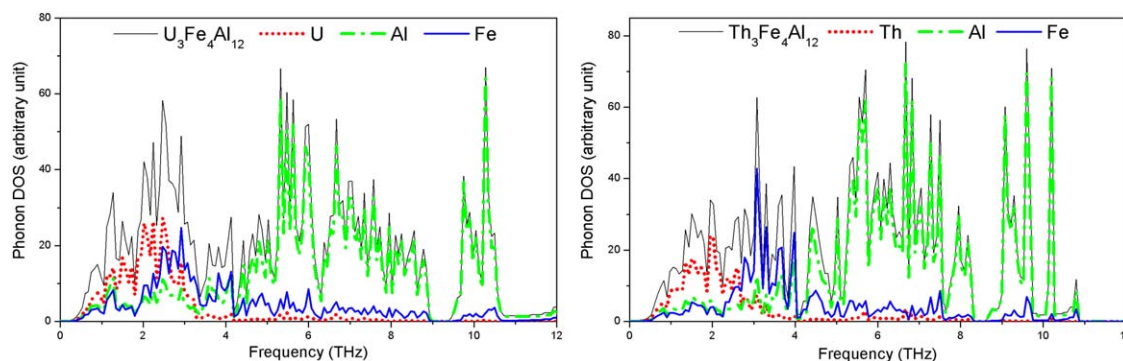 80
60
40
20
0
U₃Fe₄Al₁₂ U Al Fe
Phonon DOS (arbitrary unit)
0 2 4 6 8 10 12
Frequency (THz)
80
60
40
20
0
Th₃Fe₄Al₁₂ Th Al Fe
Phonon DOS (arbitrary unit)
0 2 4 6 8 10 12
Frequency (THz)